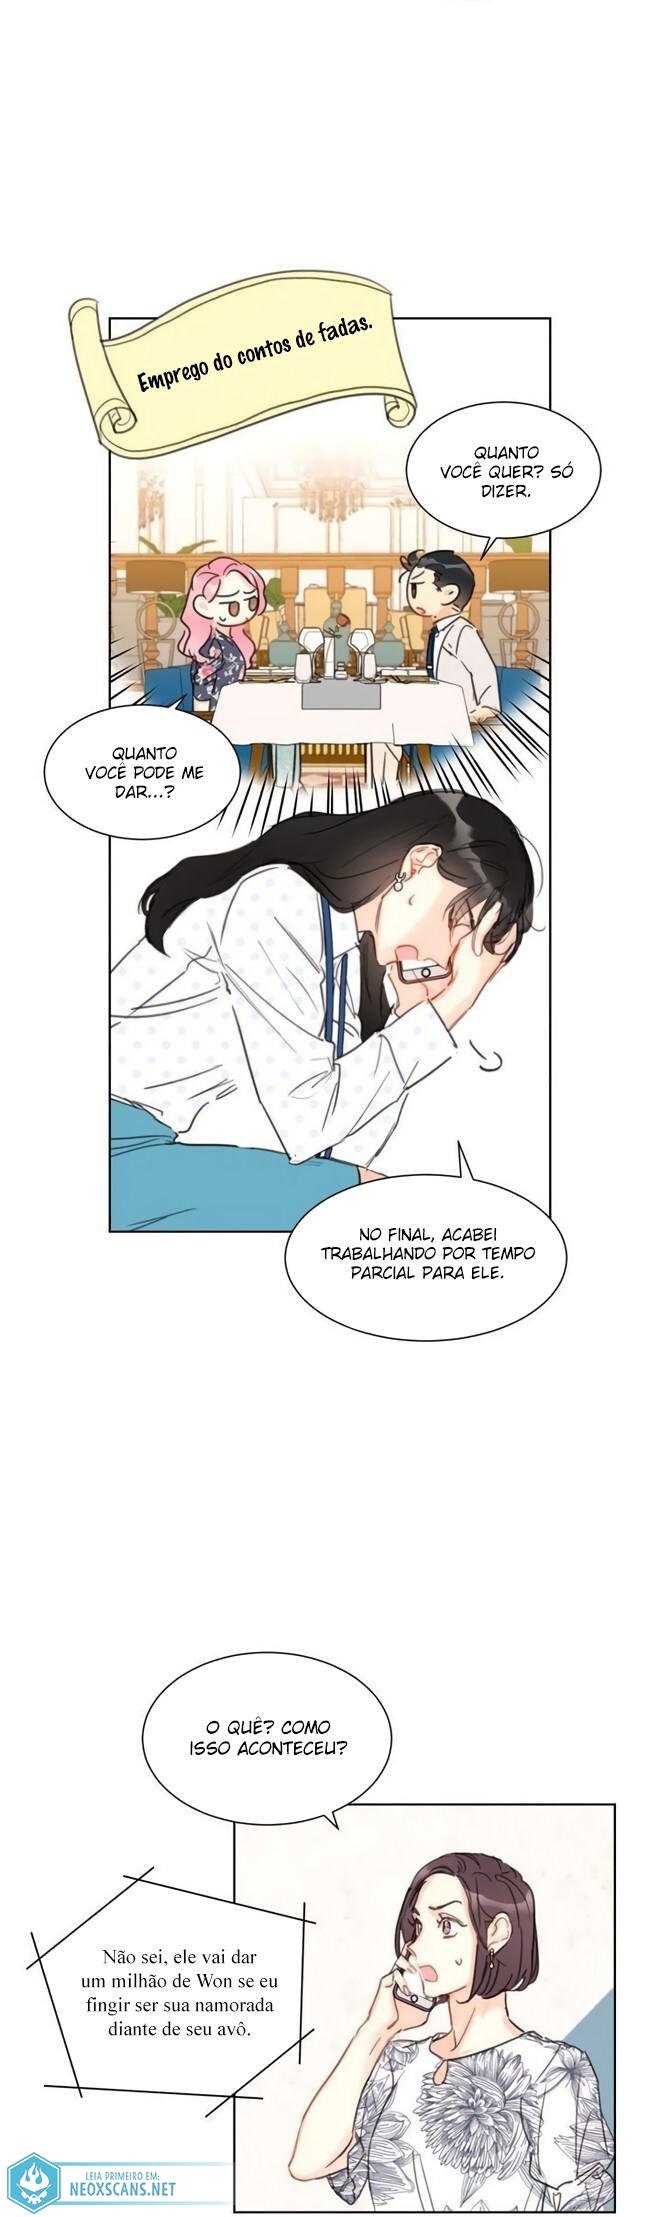 Emprego do contos de fadas.
QUANTO
VOCÊ QUER? SÓ
DIZER.
QUANTO
VOCÊ PODE ME
DAR...?
NO FINAL, ACABEI
TRABALHANDO POR TEMPO
PARCIAL PARA ELE.
O QUÊ? COMO
ISSO ACONTECEU?
Não sei, ele vai dar
um milhão de Won se eu
fingir ser sua namorada
diante de seu avô.
LEIA PRIMEIRO EM:
NEOXSCANS.NET